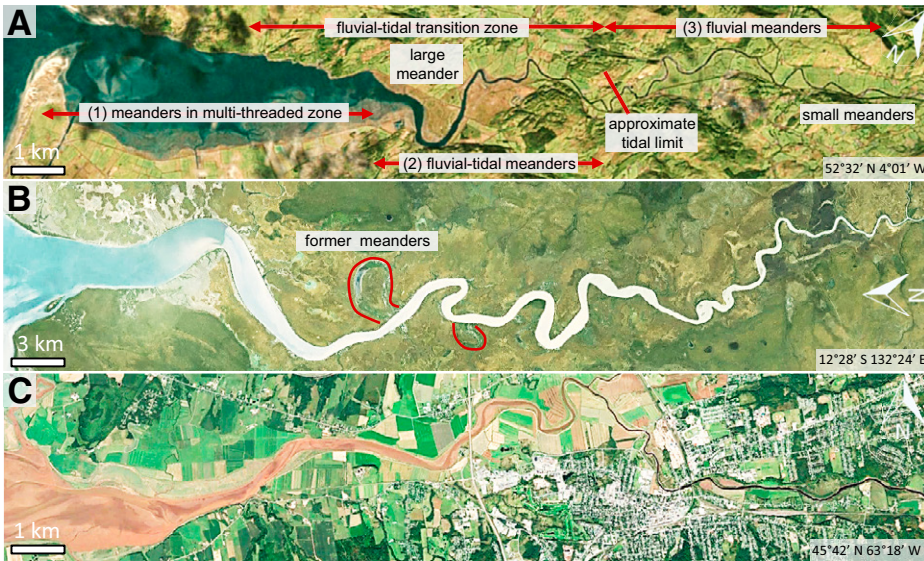 A
fluvial-tidal transition zone
(3) fluvial meanders
N
large
meander
(1) meanders in multi-threaded zone
small meanders
approximate
tidal limit
(2) fluvial-tidal meanders
1 km
52°32' N 4°01' W
B
former meanders
N
3 km
12°28' S 132°24' E
C
N
1 km
45°42' N 63°18' W